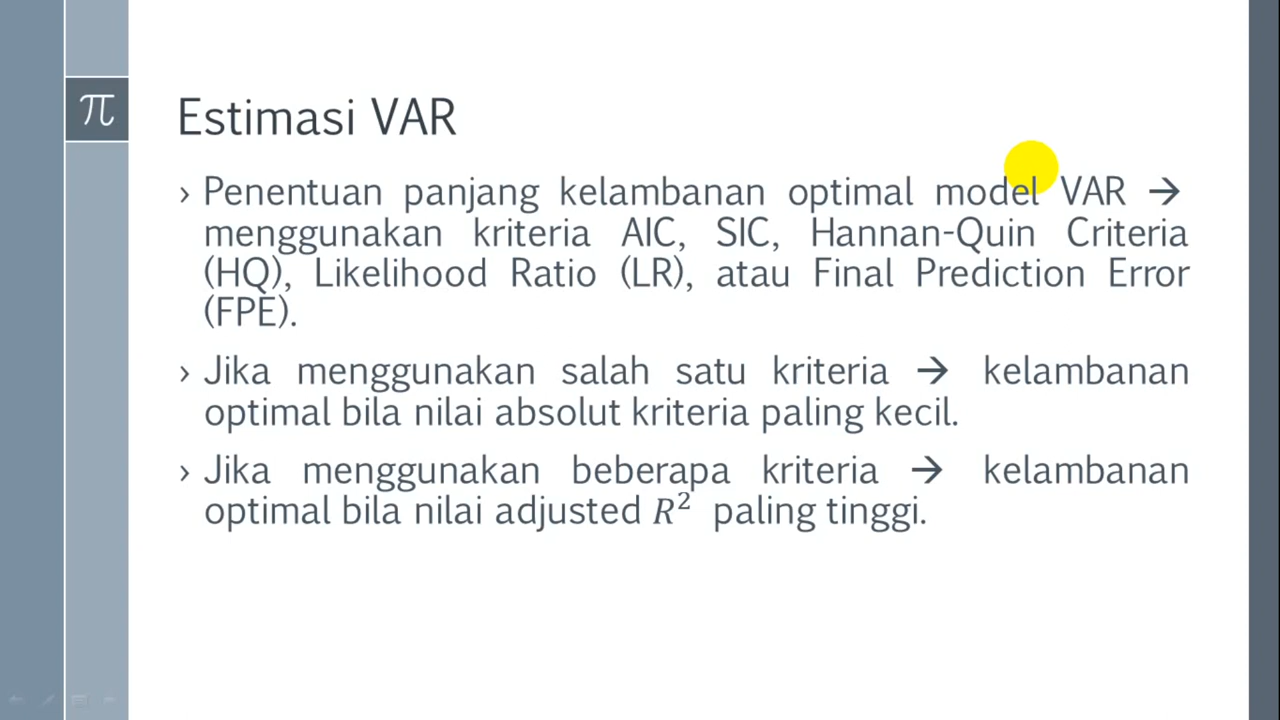 π
Estimasi VAR
› Penentuan panjang kelambanan optimal model VAR →
menggunakan kriteria AIC, SIC, Hannan-Quin Criteria
(HQ), Likelihood Ratio (LR), atau Final Prediction Error
(FPE).
› Jika menggunakan salah satu kriteria → kelambanan
optimal bila nilai absolut kriteria paling kecil.
› Jika menggunakan beberapa kriteria → kelambanan
optimal bila nilai adjusted R² paling tinggi.